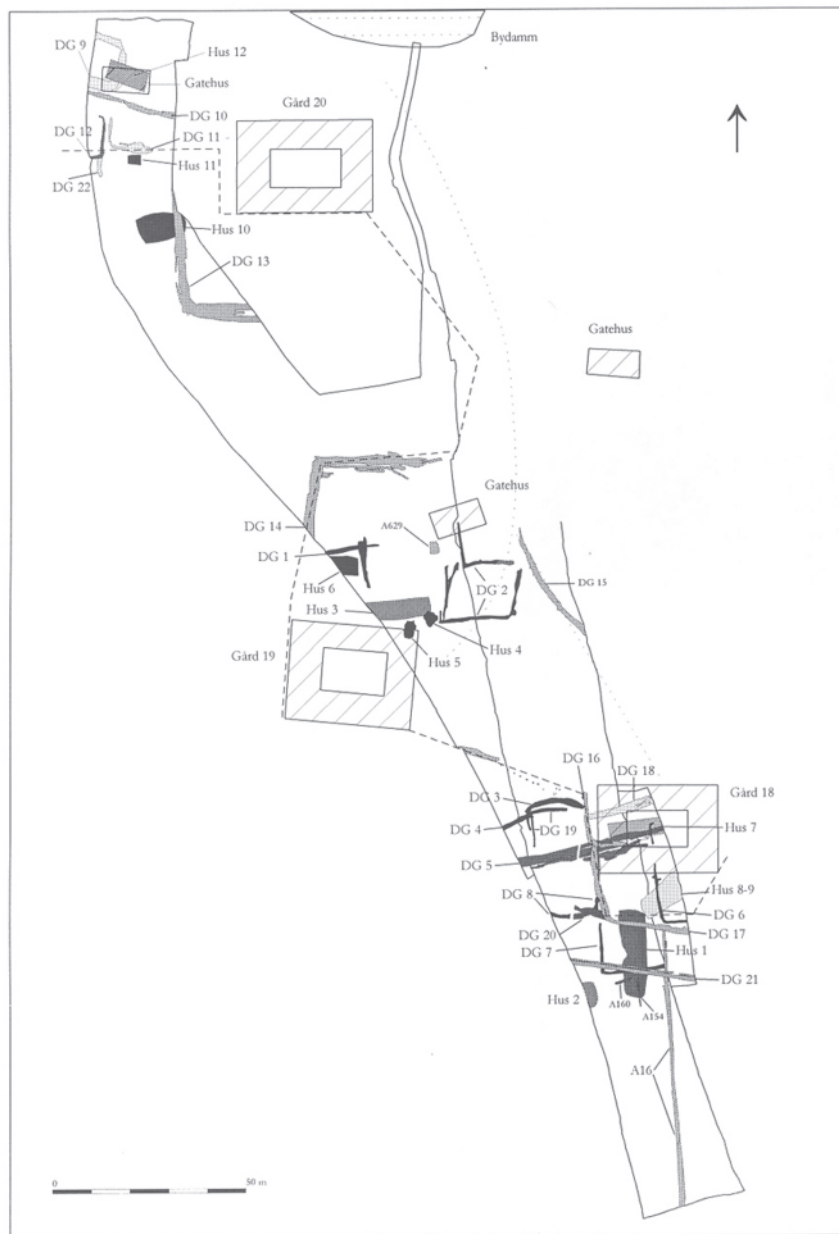 Bydamm
DG 9
Hus 12
Gatehus
DG 10
Gård 20
DG 12
DG 11
Hus 11
DG 22
Hus 10
DG 13
Gatehus
Gatehus
DG 14
A629
DG 1
DG 2
DG 15
Hus 6
Hus 3
Hus 4
Hus 5
Gård 19
DG 16
DG 18
Gård 18
DG 3
DG 4
DG 19
Hus 7
DG 5
DG 8
Hus 8-9
DG 6
DG 20
DG 17
DG 7
Hus 1
DG 21
Hus 2
A160
A154
A16
0
50 m